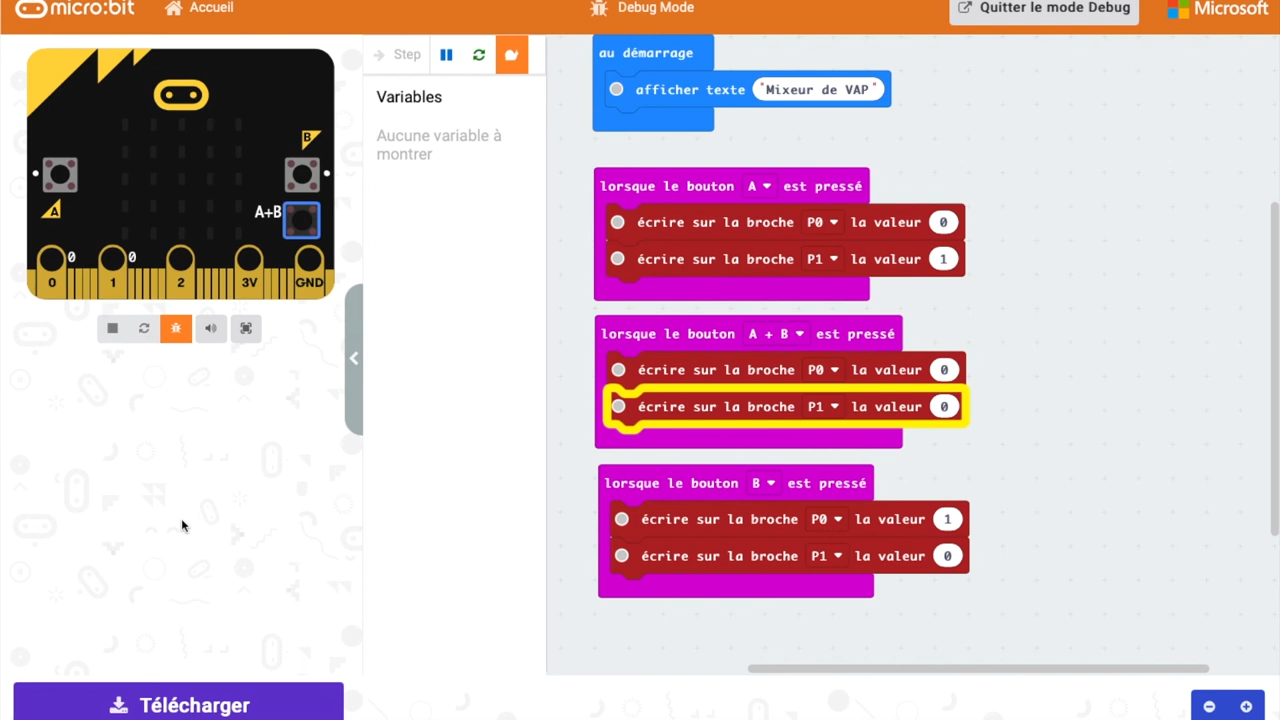 micro:bit Accueil Debug Mode Quitter le mode Debug Microsoft
Step
Variables
Aucune variable à
montrer
B
A
A+B
0 0
0 1 2 3V GND
Télécharger
au démarrage
afficher texte "Mixeur de VAP"
lorsque le bouton A est pressé
écrire sur la broche P0 la valeur 0
écrire sur la broche P1 la valeur 1
lorsque le bouton A + B est pressé
écrire sur la broche P0 la valeur 0
écrire sur la broche P1 la valeur 0
lorsque le bouton B est pressé
écrire sur la broche P0 la valeur 1
écrire sur la broche P1 la valeur 0